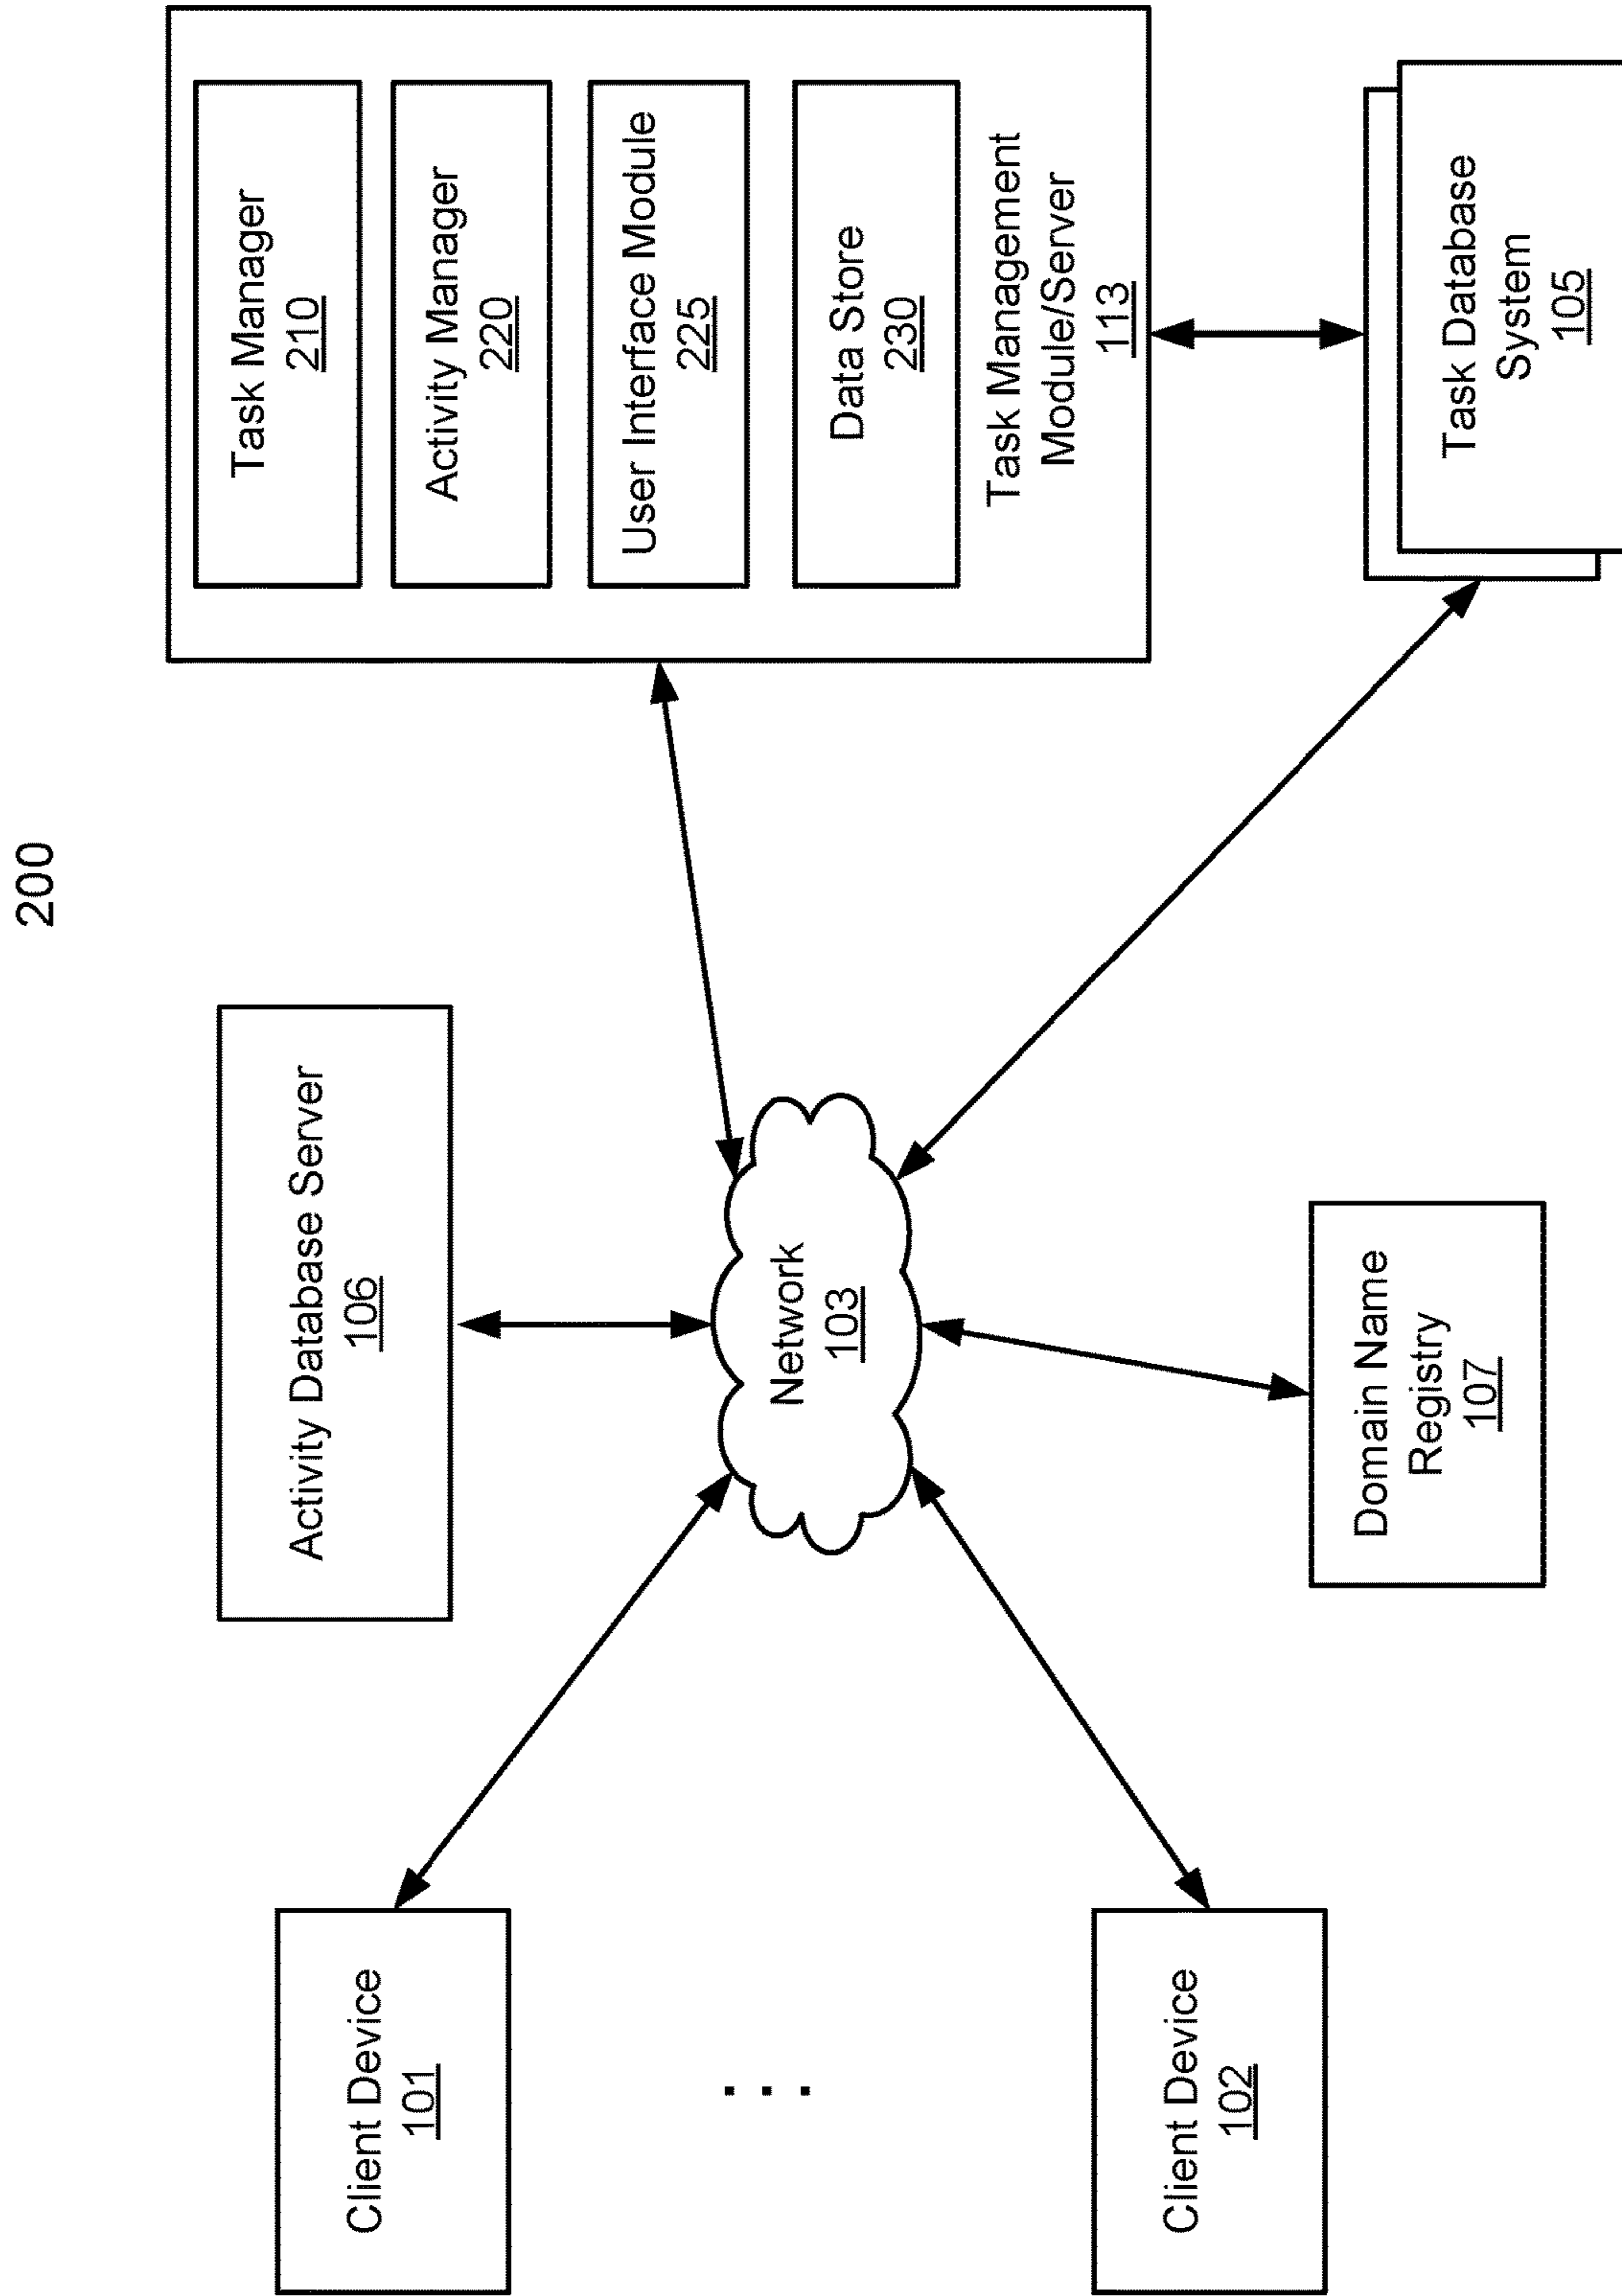 200
Activity Database Server
106
Client Device
101
. . .
Client Device
102
Network
103
Domain Name
Registry
107
Task Manager
210
Activity Manager
220
User Interface Module
225
Data Store
230
Task Management
Module/Server
113
Task Database
System
105